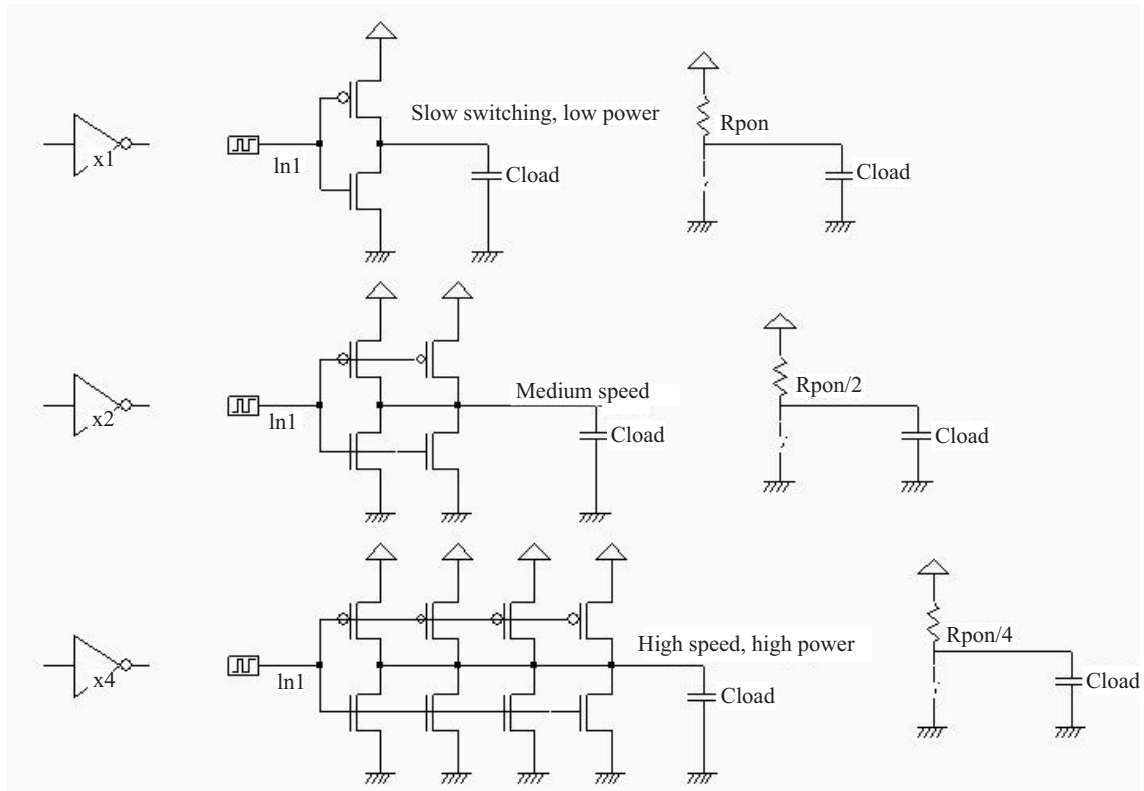 x1
ln1
Slow switching, low power
Cload
Rpon
Cload
x2
ln1
Medium speed
Cload
Rpon/2
Cload
x4
ln1
High speed, high power
Cload
Rpon/4
Cload